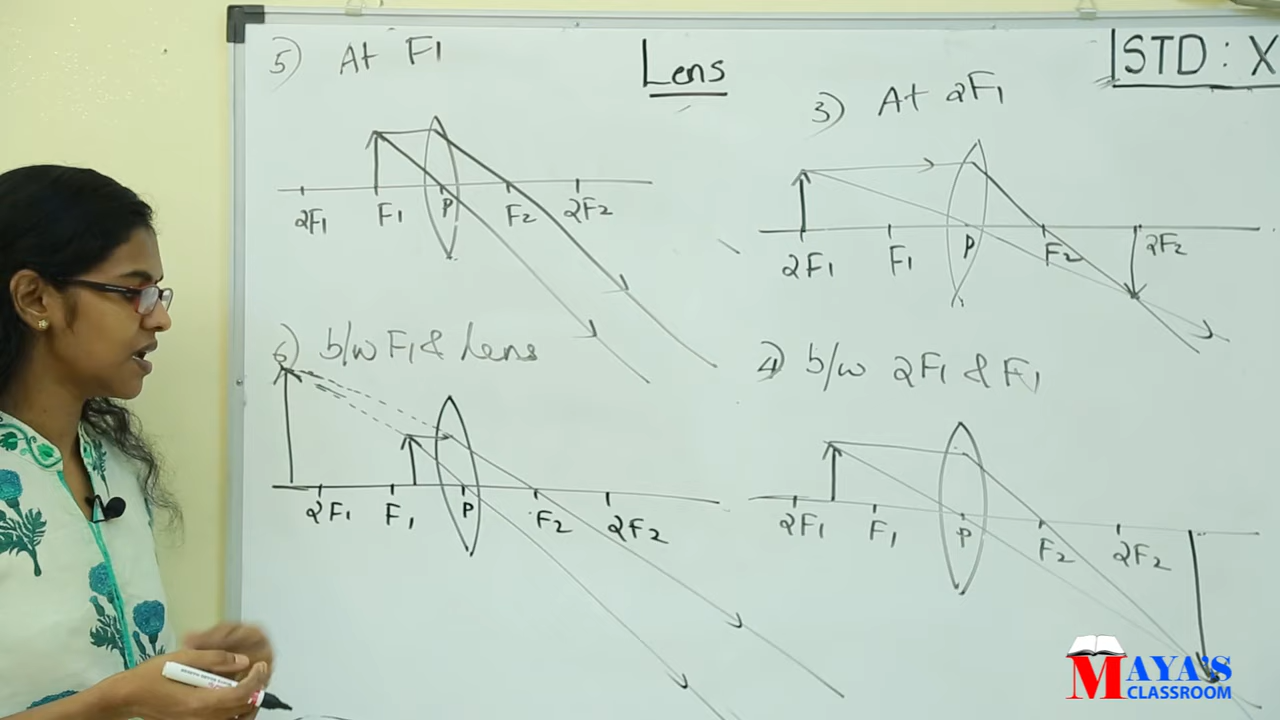 Lens
STD : X
5) At F1
2F1 F1 P F2 2F2
3) At 2F1
2F1 F1 P F2 2F2
6) b/w F1 & Lens
2F1 F1 P F2 2F2
4) b/w 2F1 & F1
2F1 F1 P F2 2F2
MAYA'S
CLASSROOM